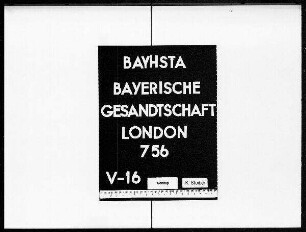 BAYHSTA
BAYERISCHE
GESANDTSCHAFT
LONDON
756
V-16